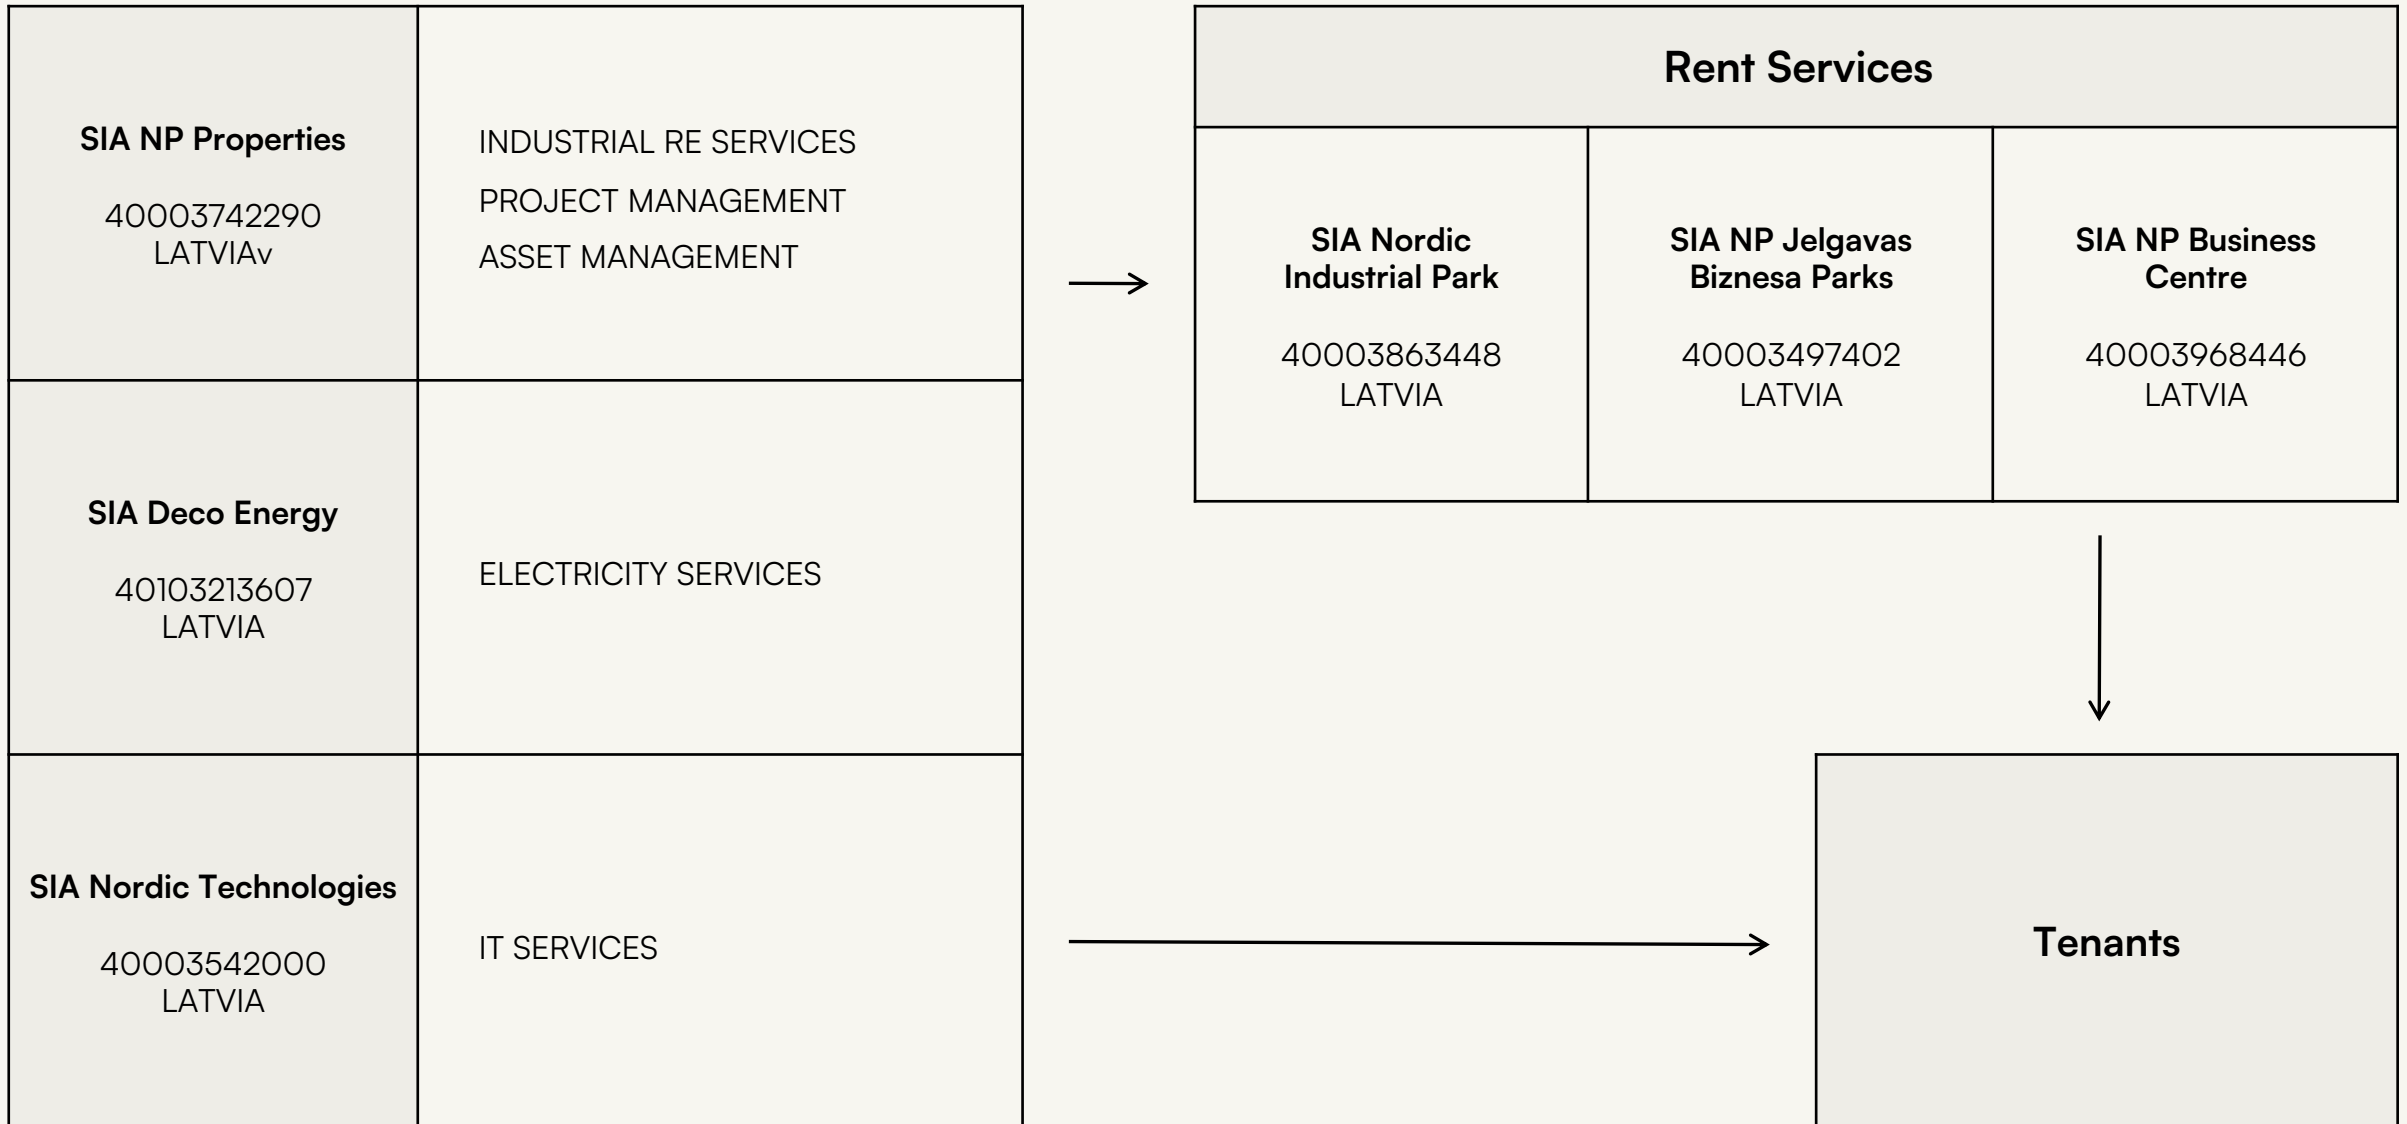 SIA NP Properties
40003742290
LATVIAv
INDUSTRIAL RE SERVICES
PROJECT MANAGEMENT
ASSET MANAGEMENT
SIA Deco Energy
40103213607
LATVIA
ELECTRICITY SERVICES
SIA Nordic Technologies
40003542000
LATVIA
IT SERVICES
Rent Services
SIA Nordic
Industrial Park
40003863448
LATVIA
SIA NP Jelgavas
Biznesa Parks
40003497402
LATVIA
SIA NP Business
Centre
40003968446
LATVIA
Tenants